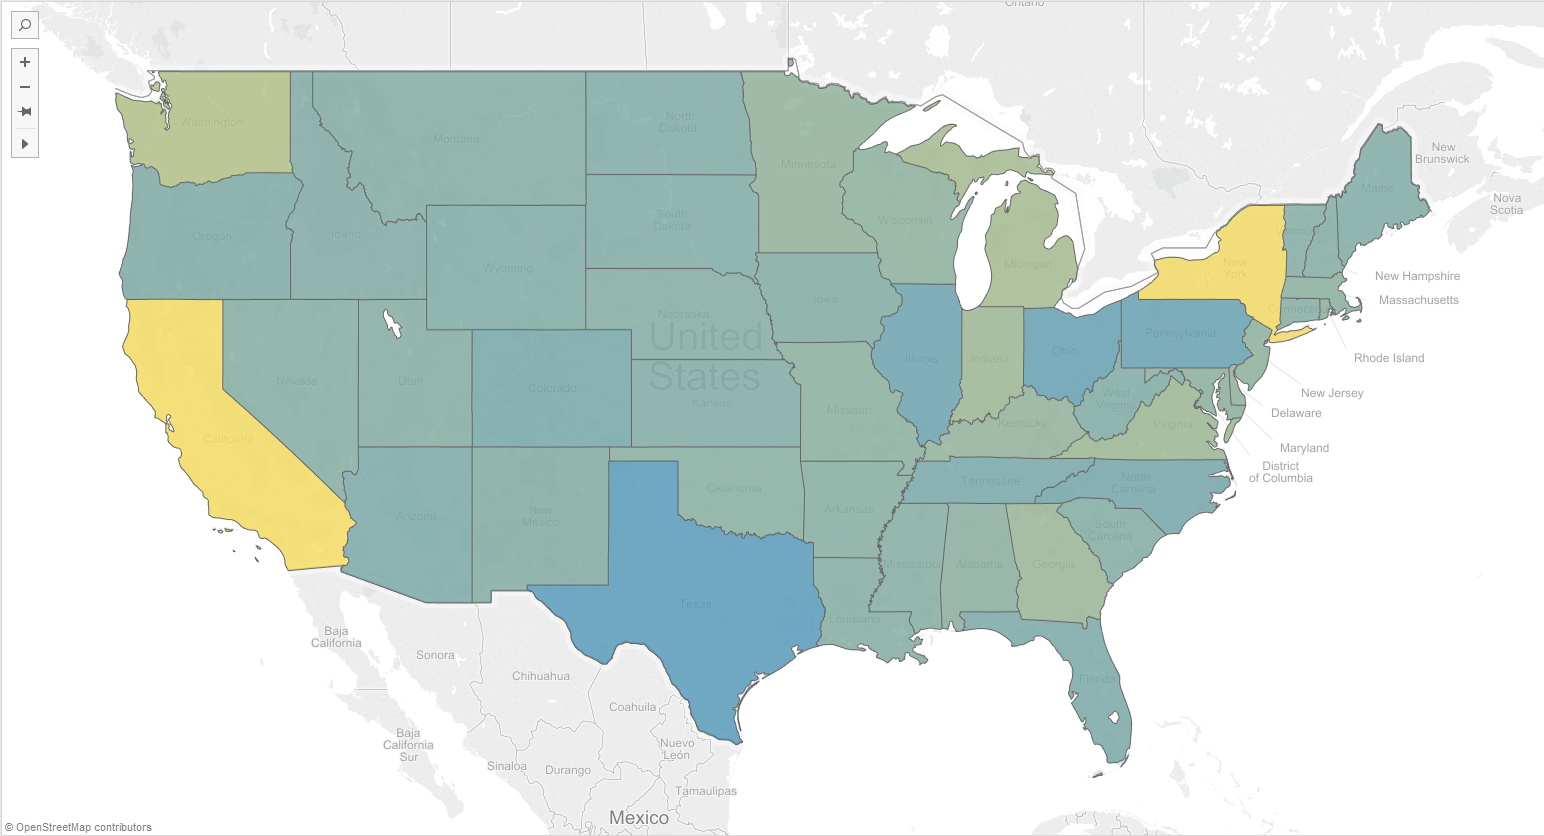 Ontario
Washington
Montana
North
Dakota
Minnesota
New
Brunswick
Maine
Nova
Scotia
Oregon
Idaho
South
Dakota
Wisconsin
Michigan
Vermont
New
York
Wyoming
New Hampshire
Massachusetts
Iowa
Nebraska
Connecticut
United
States
Pennsylvania
Illinois
Indiana
Ohio
Rhode Island
Nevada
Utah
Colorado
Kansas
Missouri
West
Virginia
New Jersey
Delaware
Kentucky
Virginia
California
Maryland
District
of Columbia
Oklahoma
Tennessee
North
Carolina
Arizona
New
Mexico
Arkansas
South
Carolina
Mississippi
Alabama
Georgia
Texas
Louisiana
Florida
Baja
California
Sonora
Chihuahua
Coahuila
Baja
California
Sur
Nuevo
León
Sinaloa
Durango
Tamaulipas
Mexico
© OpenStreetMap contributors